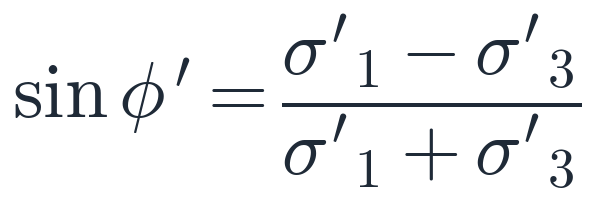 sin ϕ′ = (σ′₁ − σ′₃) / (σ′₁ + σ′₃)